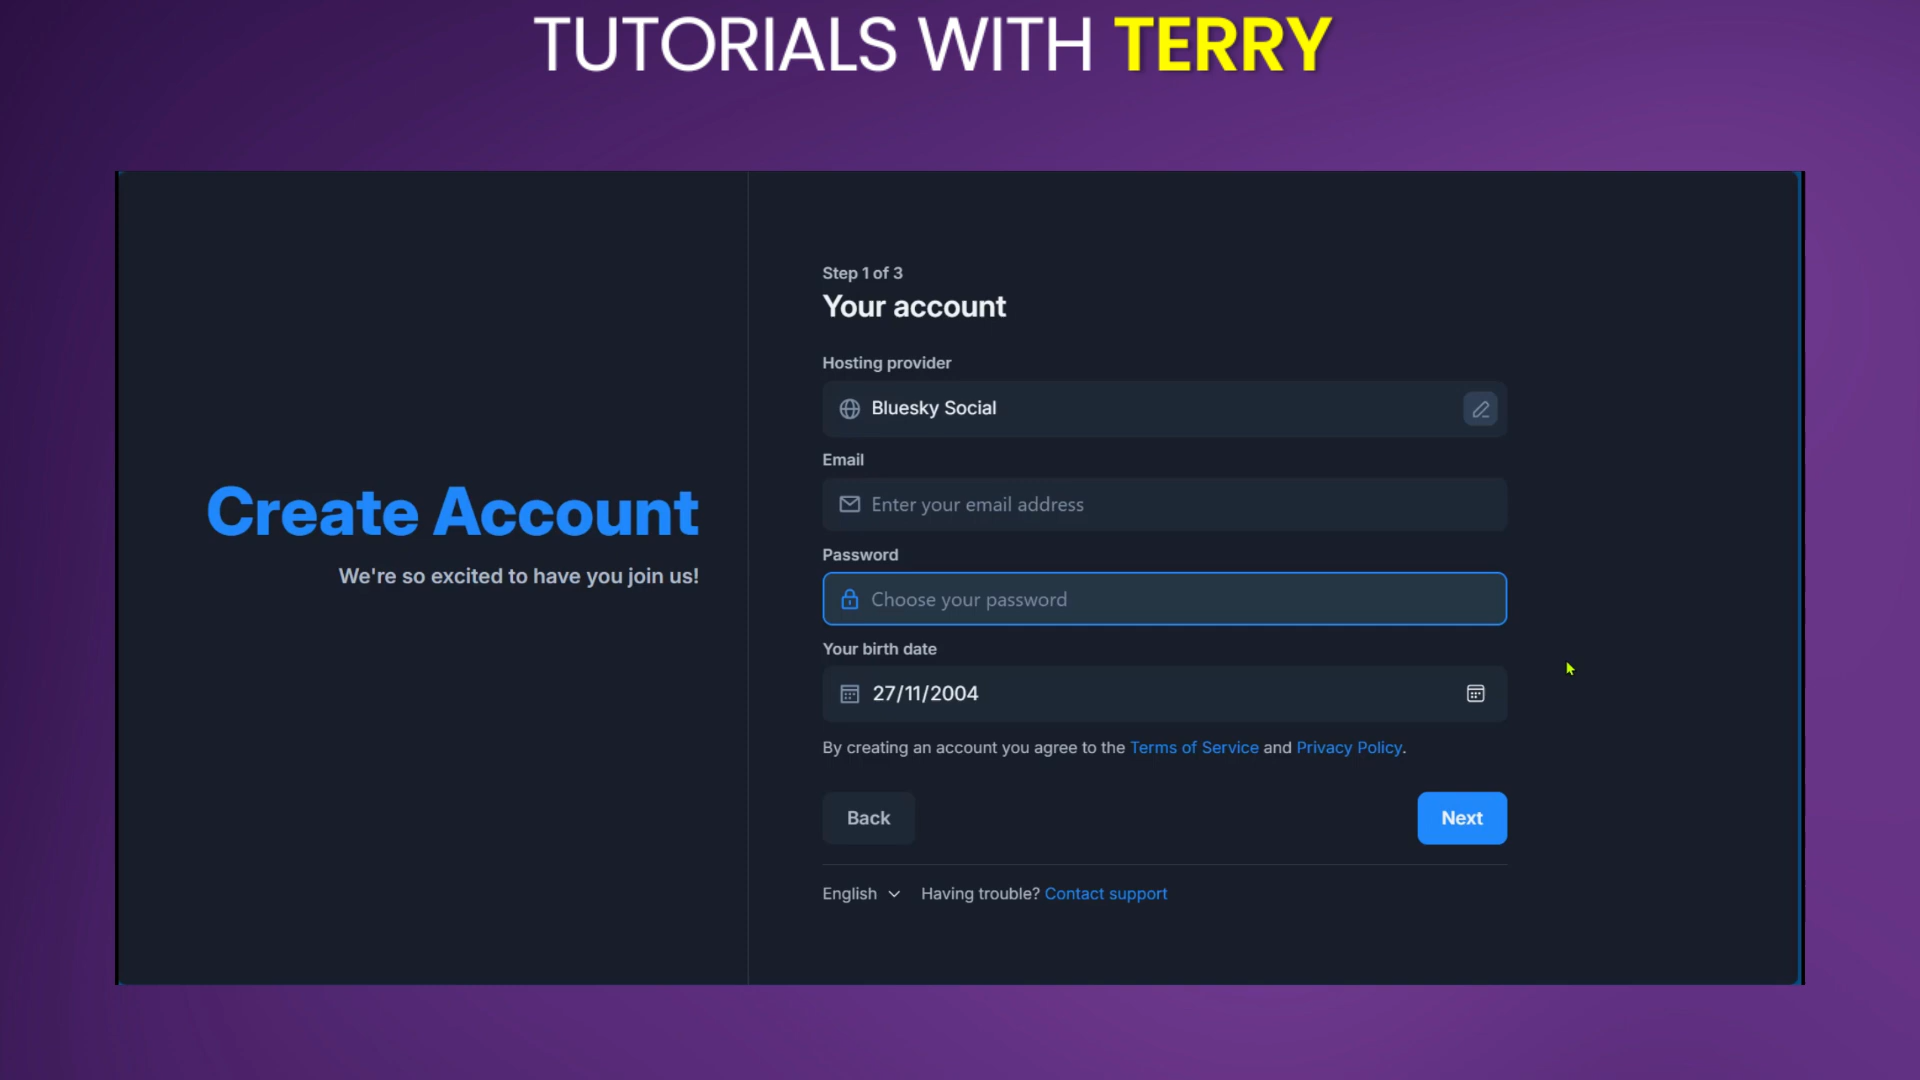 TUTORIALS WITH TERRY
Create Account
We're so excited to have you join us!
Step 1 of 3
Your account
Hosting provider
Bluesky Social
Email
Enter your email address
Password
Choose your password
Your birth date
27/11/2004
By creating an account you agree to the Terms of Service and Privacy Policy.
Back
Next
English
Having trouble? Contact support